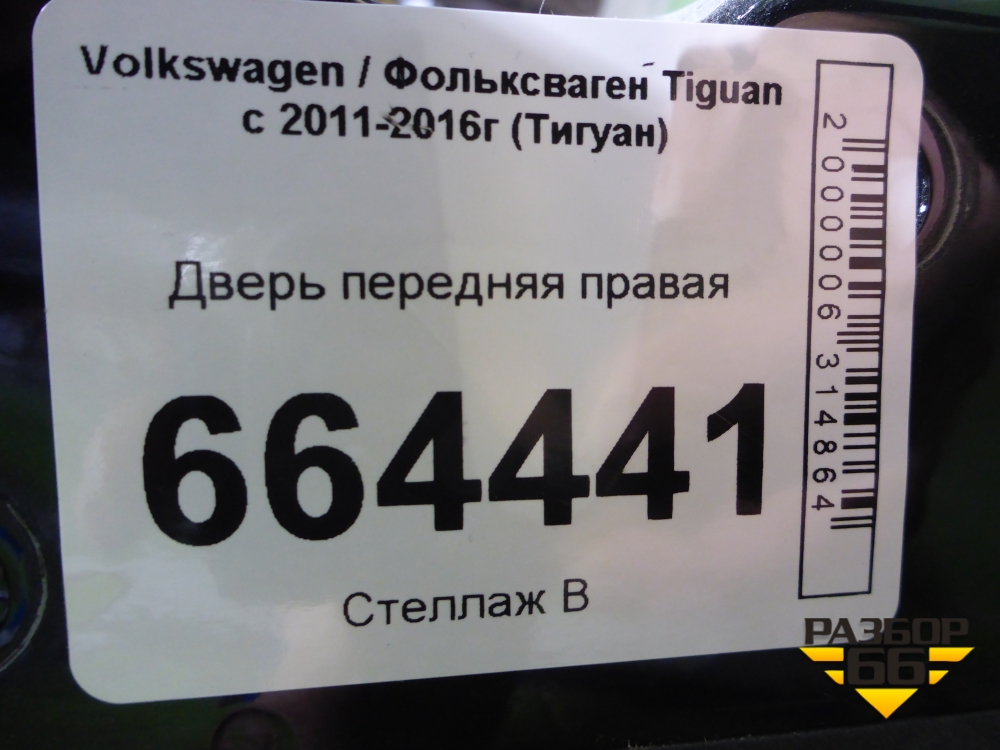 Volkswagen / Фольксваген Tiguan
с 2011-2016г (Тигуан)
Дверь передняя правая
664441
Стеллаж В
2000006314864
РАЗБОР
66